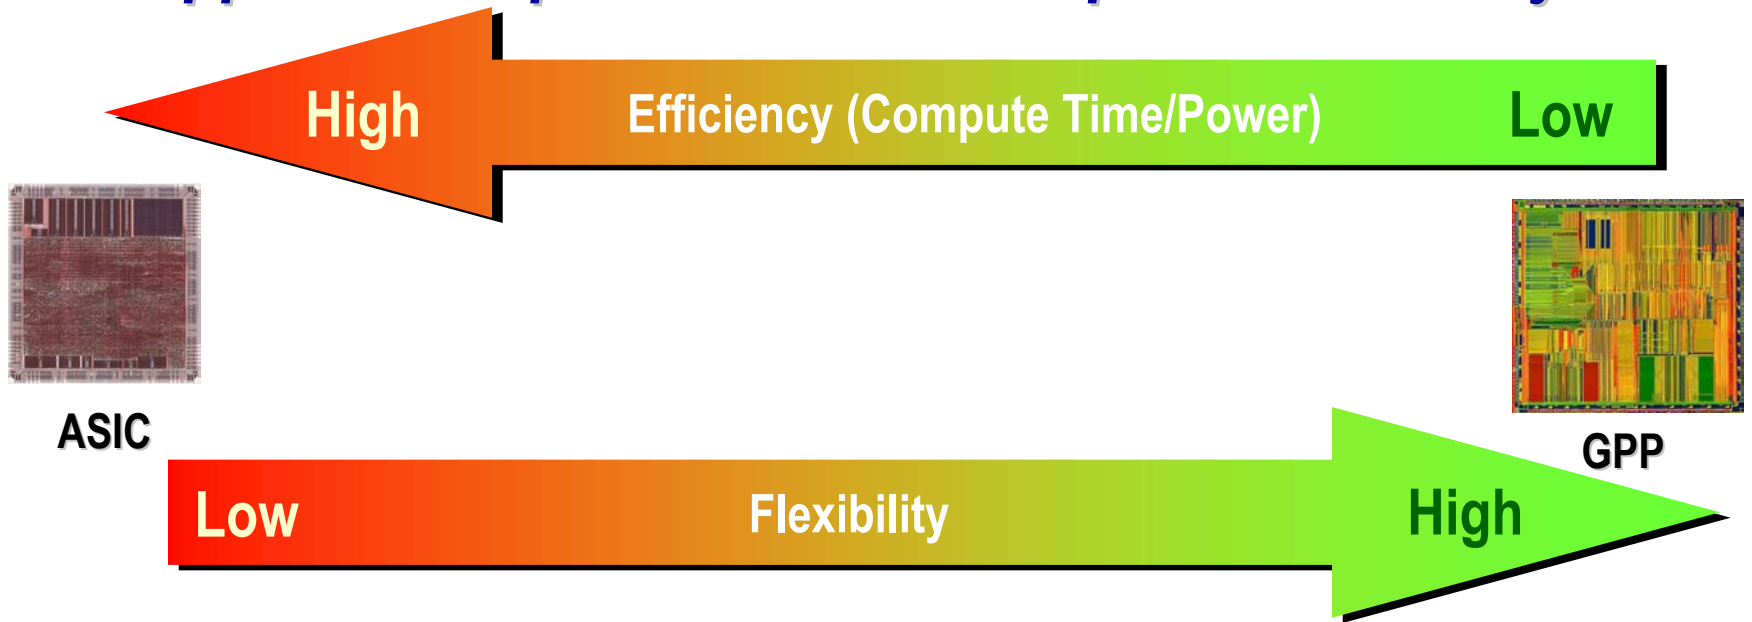 High Efficiency (Compute Time/Power) Low
ASIC
GPP
Low Flexibility High